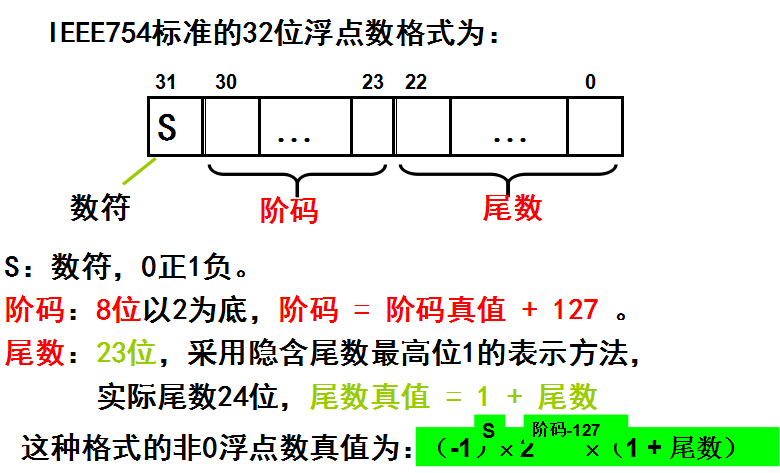 IEEE754标准的32位浮点数格式为：
31 30 23 22 0
S ... ...
数符 阶码 尾数
S：数符，0正1负。
阶码：8位以2为底，阶码 = 阶码真值 + 127 。
尾数：23位，采用隐含尾数最高位1的表示方法，
实际尾数24位，尾数真值 = 1 + 尾数
这种格式的非0浮点数真值为：（-1）S ×2阶码-127 ×（1 + 尾数）